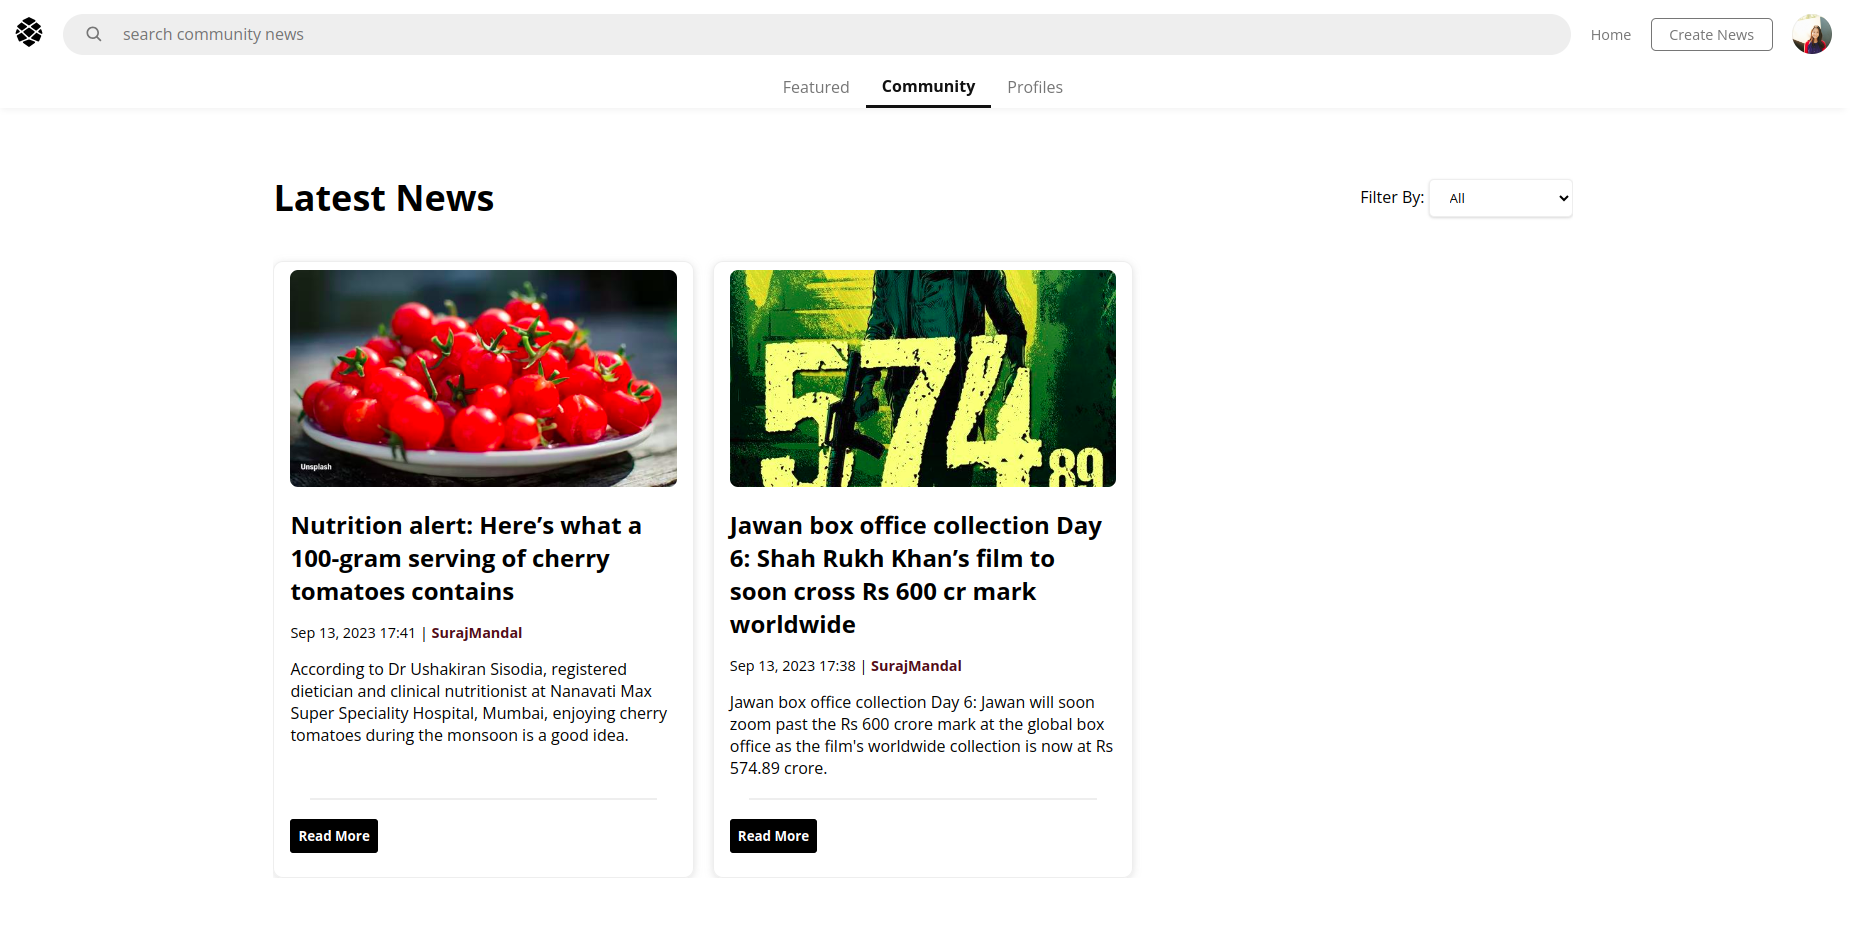 search community news
Home
Create News
Featured
Community
Profiles
Latest News
Filter By:
All
Unsplash
Nutrition alert: Here’s what a
100-gram serving of cherry
tomatoes contains
Sep 13, 2023 17:41 | SurajMandal
According to Dr Ushakiran Sisodia, registered
dietician and clinical nutritionist at Nanavati Max
Super Speciality Hospital, Mumbai, enjoying cherry
tomatoes during the monsoon is a good idea.
Read More
574
89
Jawan box office collection Day
6: Shah Rukh Khan’s film to
soon cross Rs 600 cr mark
worldwide
Sep 13, 2023 17:38 | SurajMandal
Jawan box office collection Day 6: Jawan will soon
zoom past the Rs 600 crore mark at the global box
office as the film's worldwide collection is now at Rs
574.89 crore.
Read More